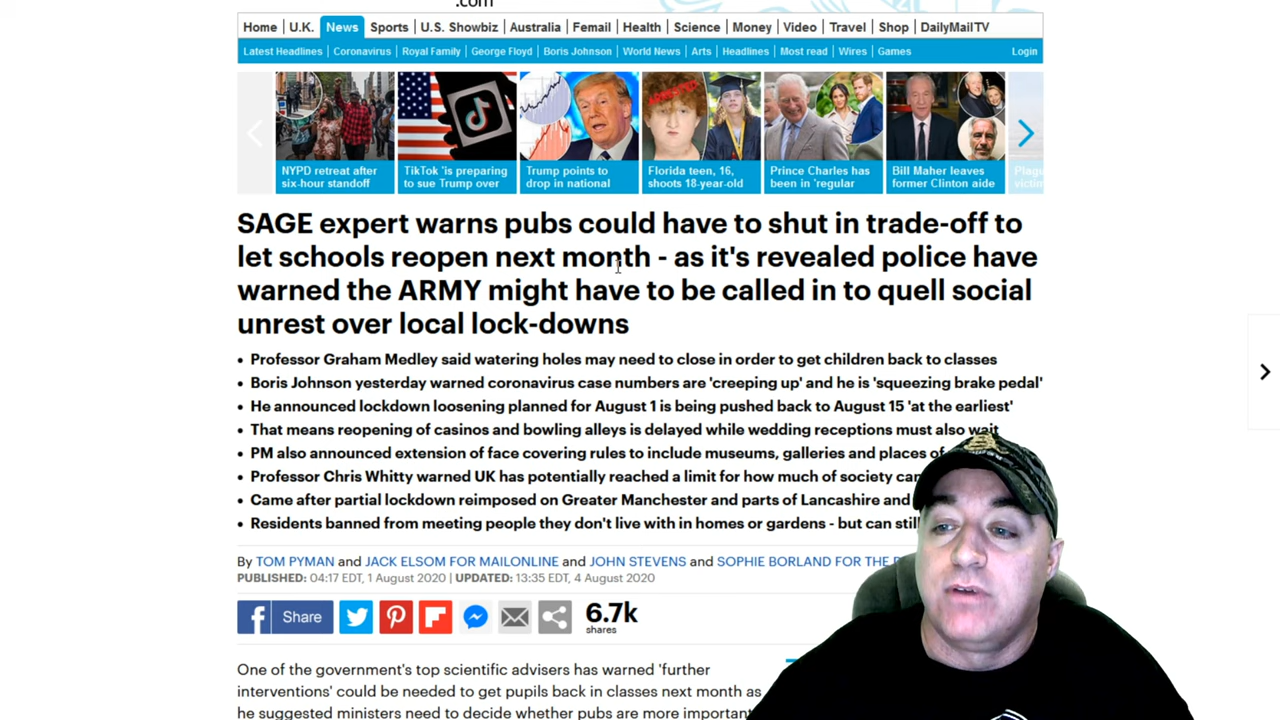 .com
Home U.K. News Sports U.S. Showbiz Australia Femail Health Science Money Video Travel Shop DailyMailTV
Latest Headlines Coronavirus Royal Family George Floyd Boris Johnson World News Arts Headlines Most read Wires Games Login
NYPD retreat after
six-hour standoff
TikTok 'is preparing
to sue Trump over
Trump points to
drop in national
Florida teen, 16,
shoots 18-year-old
Prince Charles has
been in 'regular
Bill Maher leaves
former Clinton aide
SAGE expert warns pubs could have to shut in trade-off to
let schools reopen next month - as it's revealed police have
warned the ARMY might have to be called in to quell social
unrest over local lock-downs
• Professor Graham Medley said watering holes may need to close in order to get children back to classes
• Boris Johnson yesterday warned coronavirus case numbers are 'creeping up' and he is 'squeezing brake pedal'
• He announced lockdown loosening planned for August 1 is being pushed back to August 15 'at the earliest'
• That means reopening of casinos and bowling alleys is delayed while wedding receptions must also wait
• PM also announced extension of face covering rules to include museums, galleries and places of
• Professor Chris Whitty warned UK has potentially reached a limit for how much of society
• Came after partial lockdown reimposed on Greater Manchester and parts of Lancashire and
• Residents banned from meeting people they don't live with in homes or gardens - but can
By TOM PYMAN and JACK ELSOM FOR MAILONLINE and JOHN STEVENS and SOPHIE BORLAND FOR THE
PUBLISHED: 04:17 EDT, 1 August 2020 | UPDATED: 13:35 EDT, 4 August 2020
Share
6.7k
shares
One of the government's top scientific advisers has warned 'further
interventions' could be needed to get pupils back in classes next month as
he suggested ministers need to decide whether pubs are more important